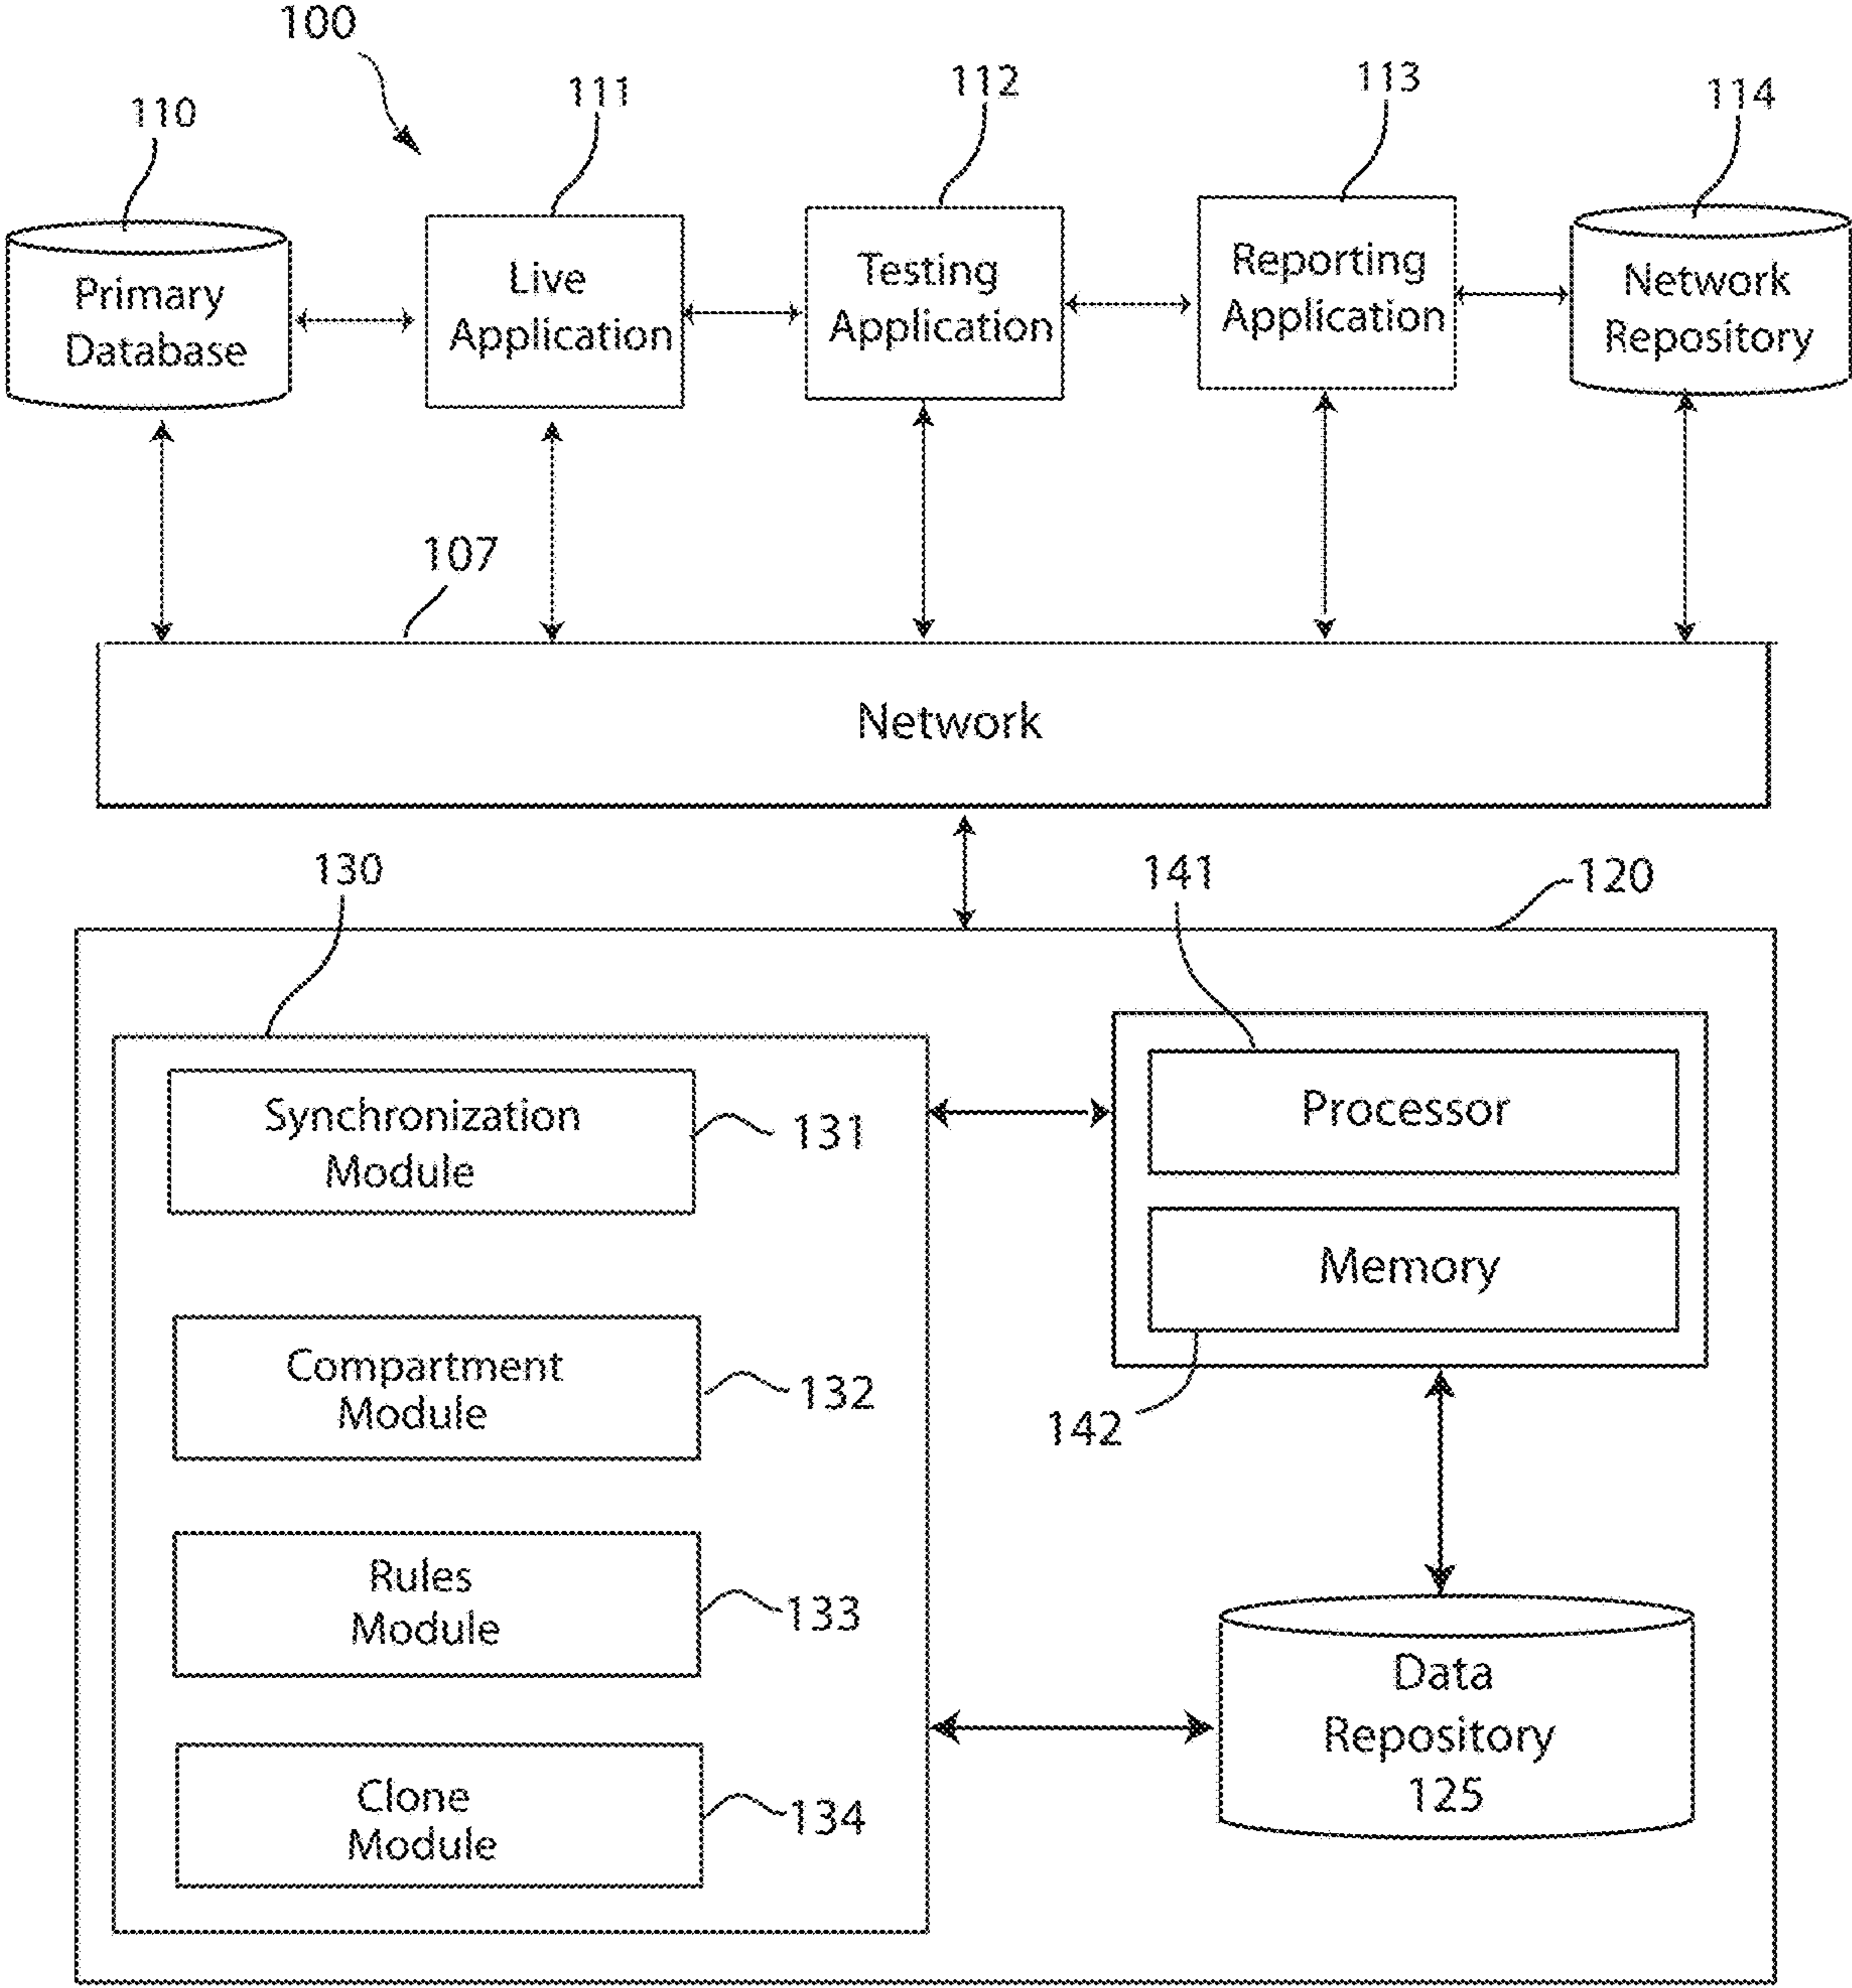 100
110
111
112
113
114
Primary
Database
Live
Application
Testing
Application
Reporting
Application
Network
Repository
107
Network
130
141
120
Synchronization
Module
131
Processor
Memory
Compartment
Module
132
142
Rules
Module
133
Data
Repository
125
Clone
Module
134